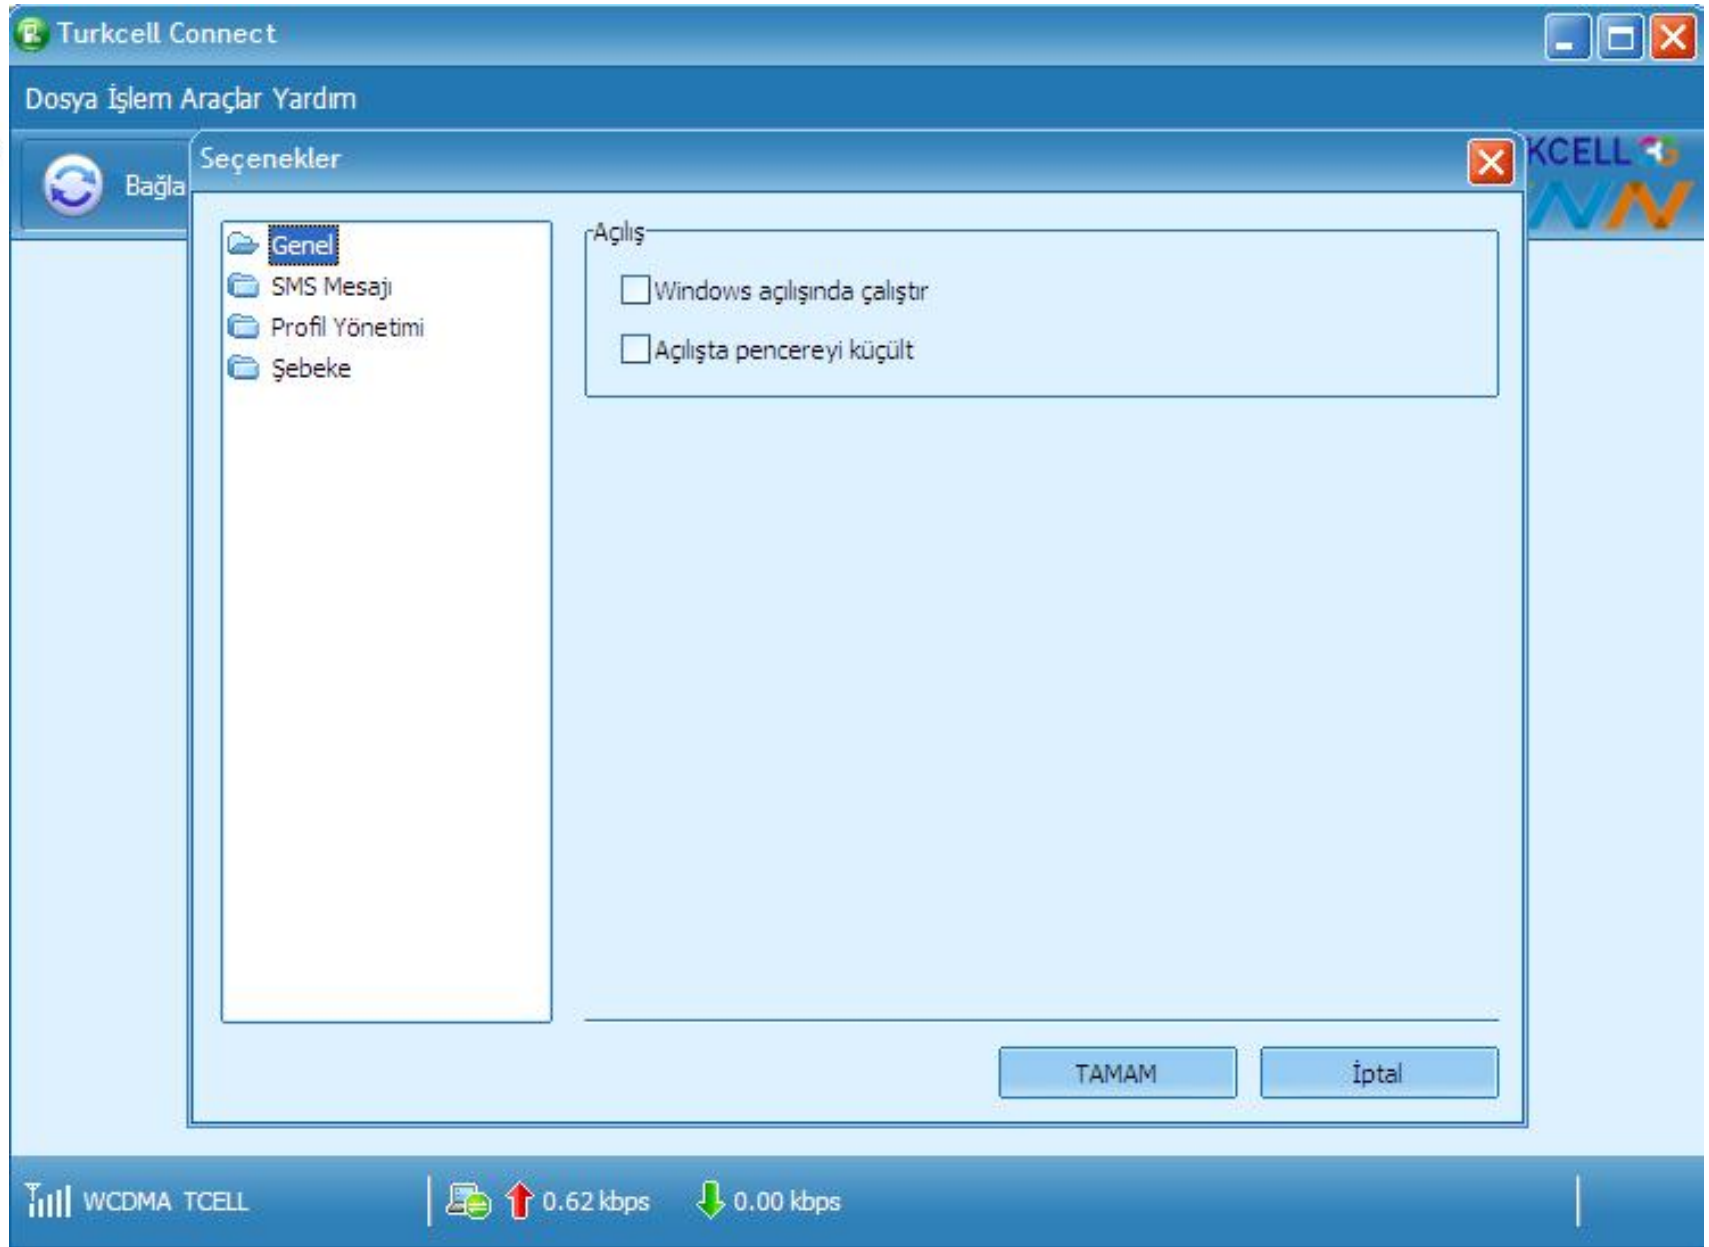 Turkcell Connect
Dosya İşlem Araçlar Yardım
Bağla
KCELL 3G
Seçenekler
Genel
SMS Mesajı
Profil Yönetimi
Şebeke
Açılış
Windows açılışında çalıştır
Açılışta pencereyi küçült
TAMAM
İptal
WCDMA TCELL
0.62 kbps
0.00 kbps